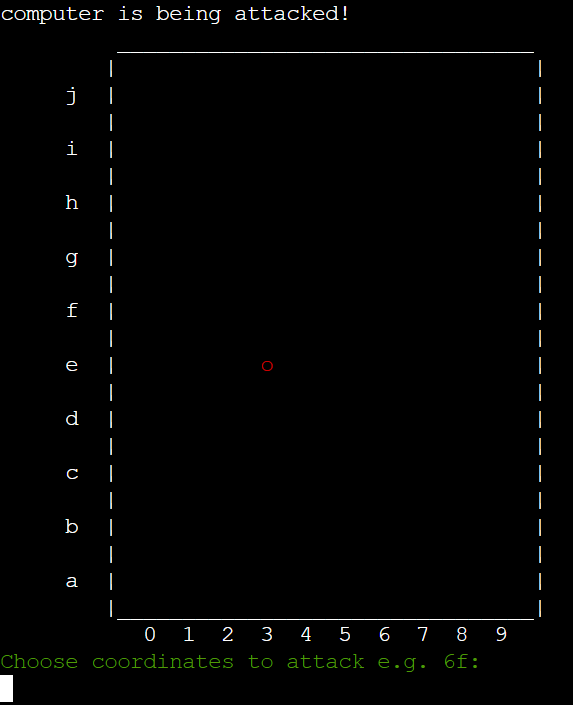 computer is being attacked!
j
i
h
g
f
e o
d
c
b
a
0 1 2 3 4 5 6 7 8 9
Choose coordinates to attack e.g. 6f: